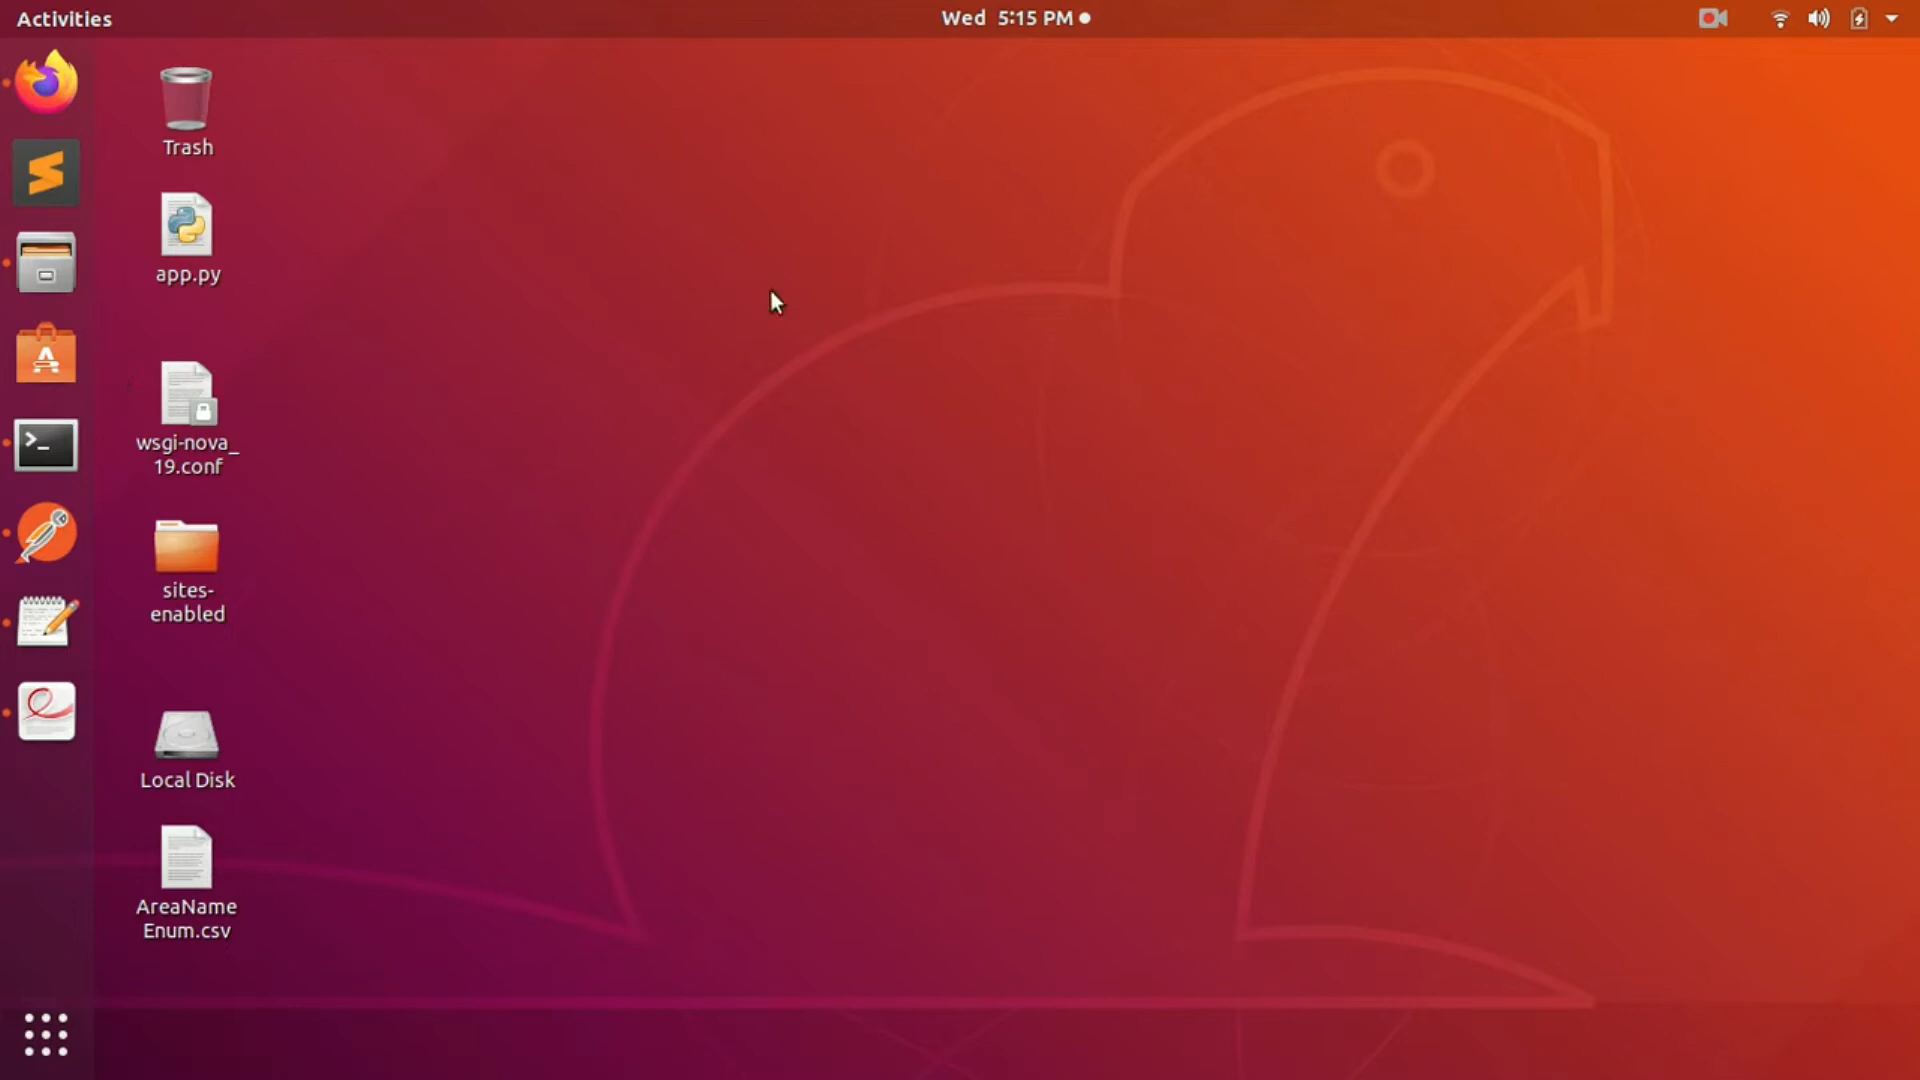 Activities
Wed 5:15 PM
Trash
app.py
wsgi-nova_
19.conf
sites-
enabled
Local Disk
AreaName
Enum.csv